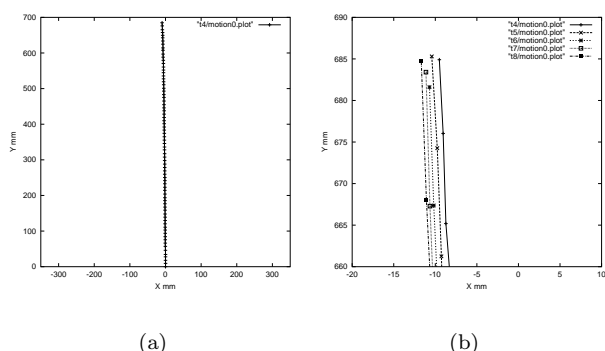 700
600
500
400
300
200
100
0
Y mm
-300 -200 -100 0 100 200 300
X mm
"t4/motion0.plot"
(a)
690
685
680
675
670
665
660
Y mm
-20 -15 -10 -5 0 5 10
X mm
"t4/motion0.plot"
"t5/motion0.plot"
"t6/motion0.plot"
"t7/motion0.plot"
"t8/motion0.plot"
(b)